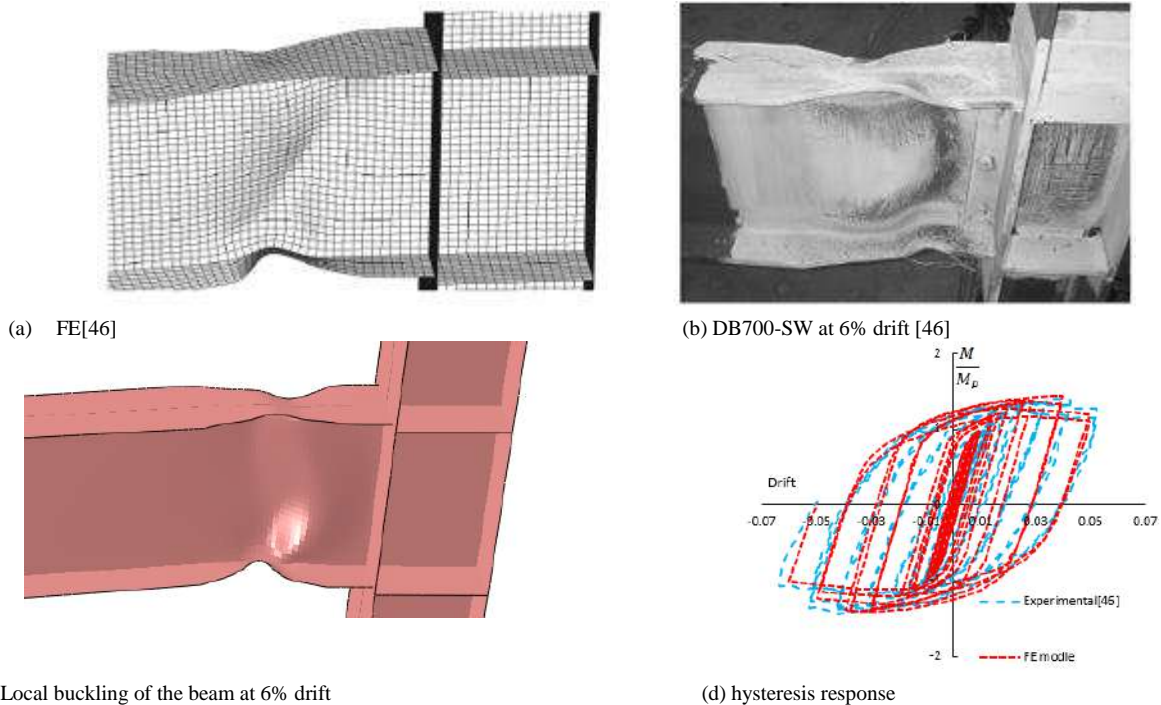 (a) FE[46]
(b) DB700-SW at 6% drift [46]
2
M
M_p
1
Drift
0
-0.07 -0.05 -0.03 -0.01 0.01 0.03 0.05 0.07
Experimental[46]
-2
FE modle
Local buckling of the beam at 6% drift
(d) hysteresis response